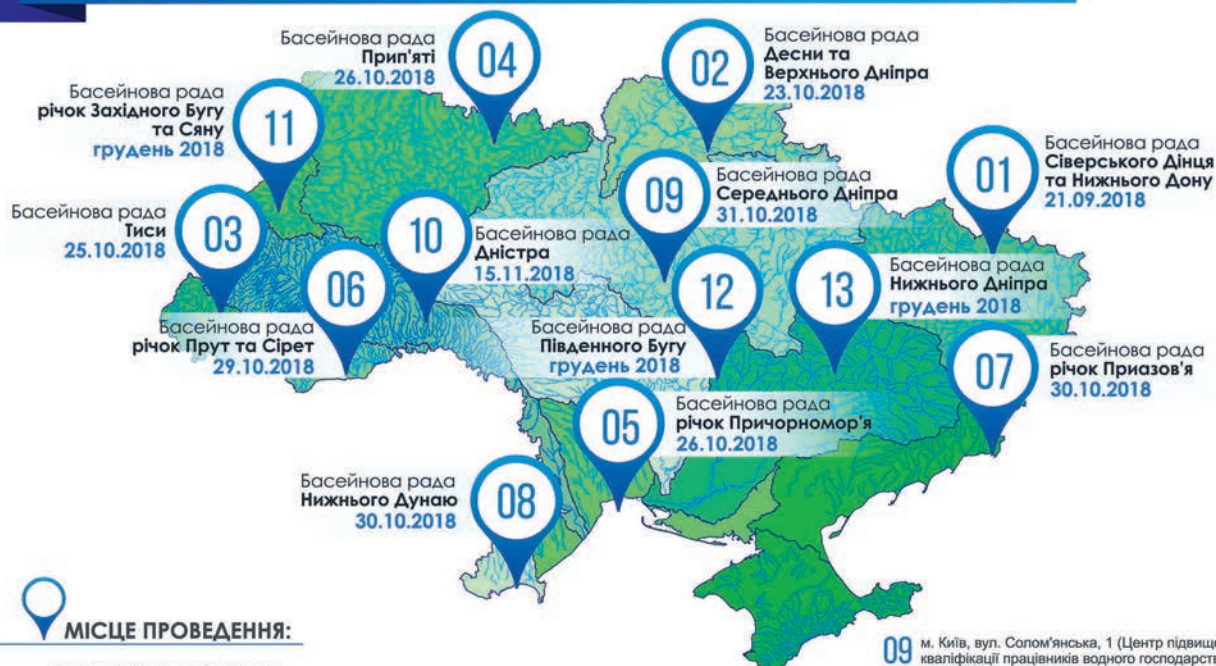 Басейнова рада
Прип'яті
26.10.2018
04
02
Басейнова рада
Десни та
Верхнього Дніпра
23.10.2018
Басейнова рада
річок Західного Бугу
та Сяну
грудень 2018
11
09
Басейнова рада
Середнього Дніпра
31.10.2018
01
Басейнова рада
Сіверського Дінця
та Нижнього Дону
21.09.2018
Басейнова рада
Тиси
25.10.2018
03
10
Басейнова рада
Дністра
15.11.2018
06
Басейнова рада
річок Прут та Сірет
29.10.2018
12
Басейнова рада
Південного Бугу
грудень 2018
13
Басейнова рада
Нижнього Дніпра
грудень 2018
07
Басейнова рада
річок Приазов'я
30.10.2018
05
Басейнова рада
річок Причорномор'я
26.10.2018
Басейнова рада
Нижнього Дунаю
30.10.2018
08
МІСЦЕ ПРОВЕДЕННЯ:
09 м. Київ, вул. Солом'янська, 1 (Центр підвище
кваліфікації працівників водного господарств